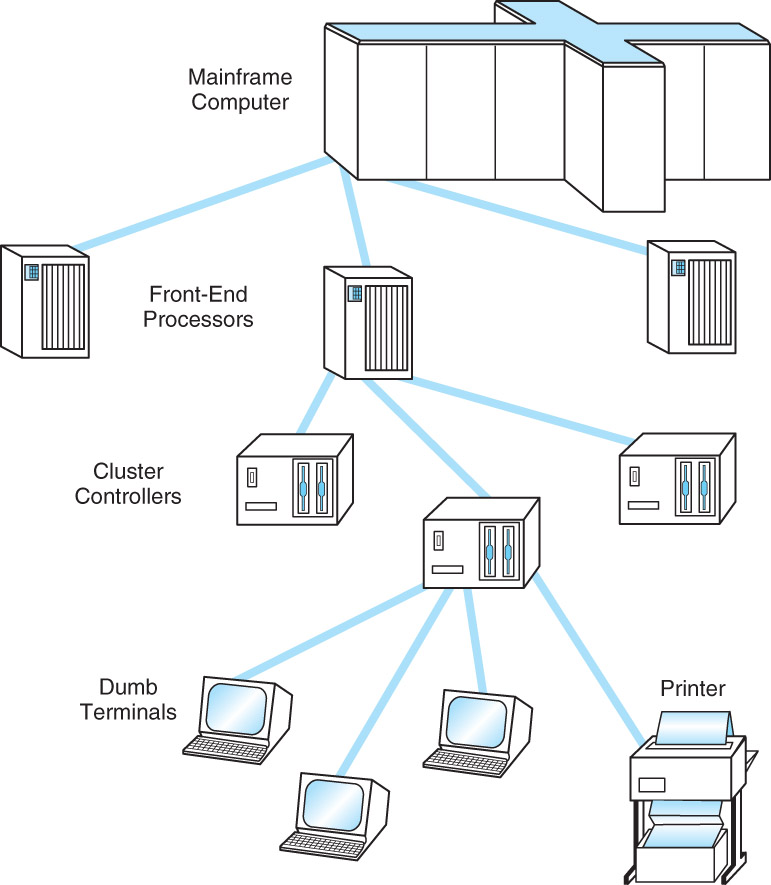 Mainframe
Computer
Front-End
Processors
Cluster
Controllers
Dumb
Terminals
Printer